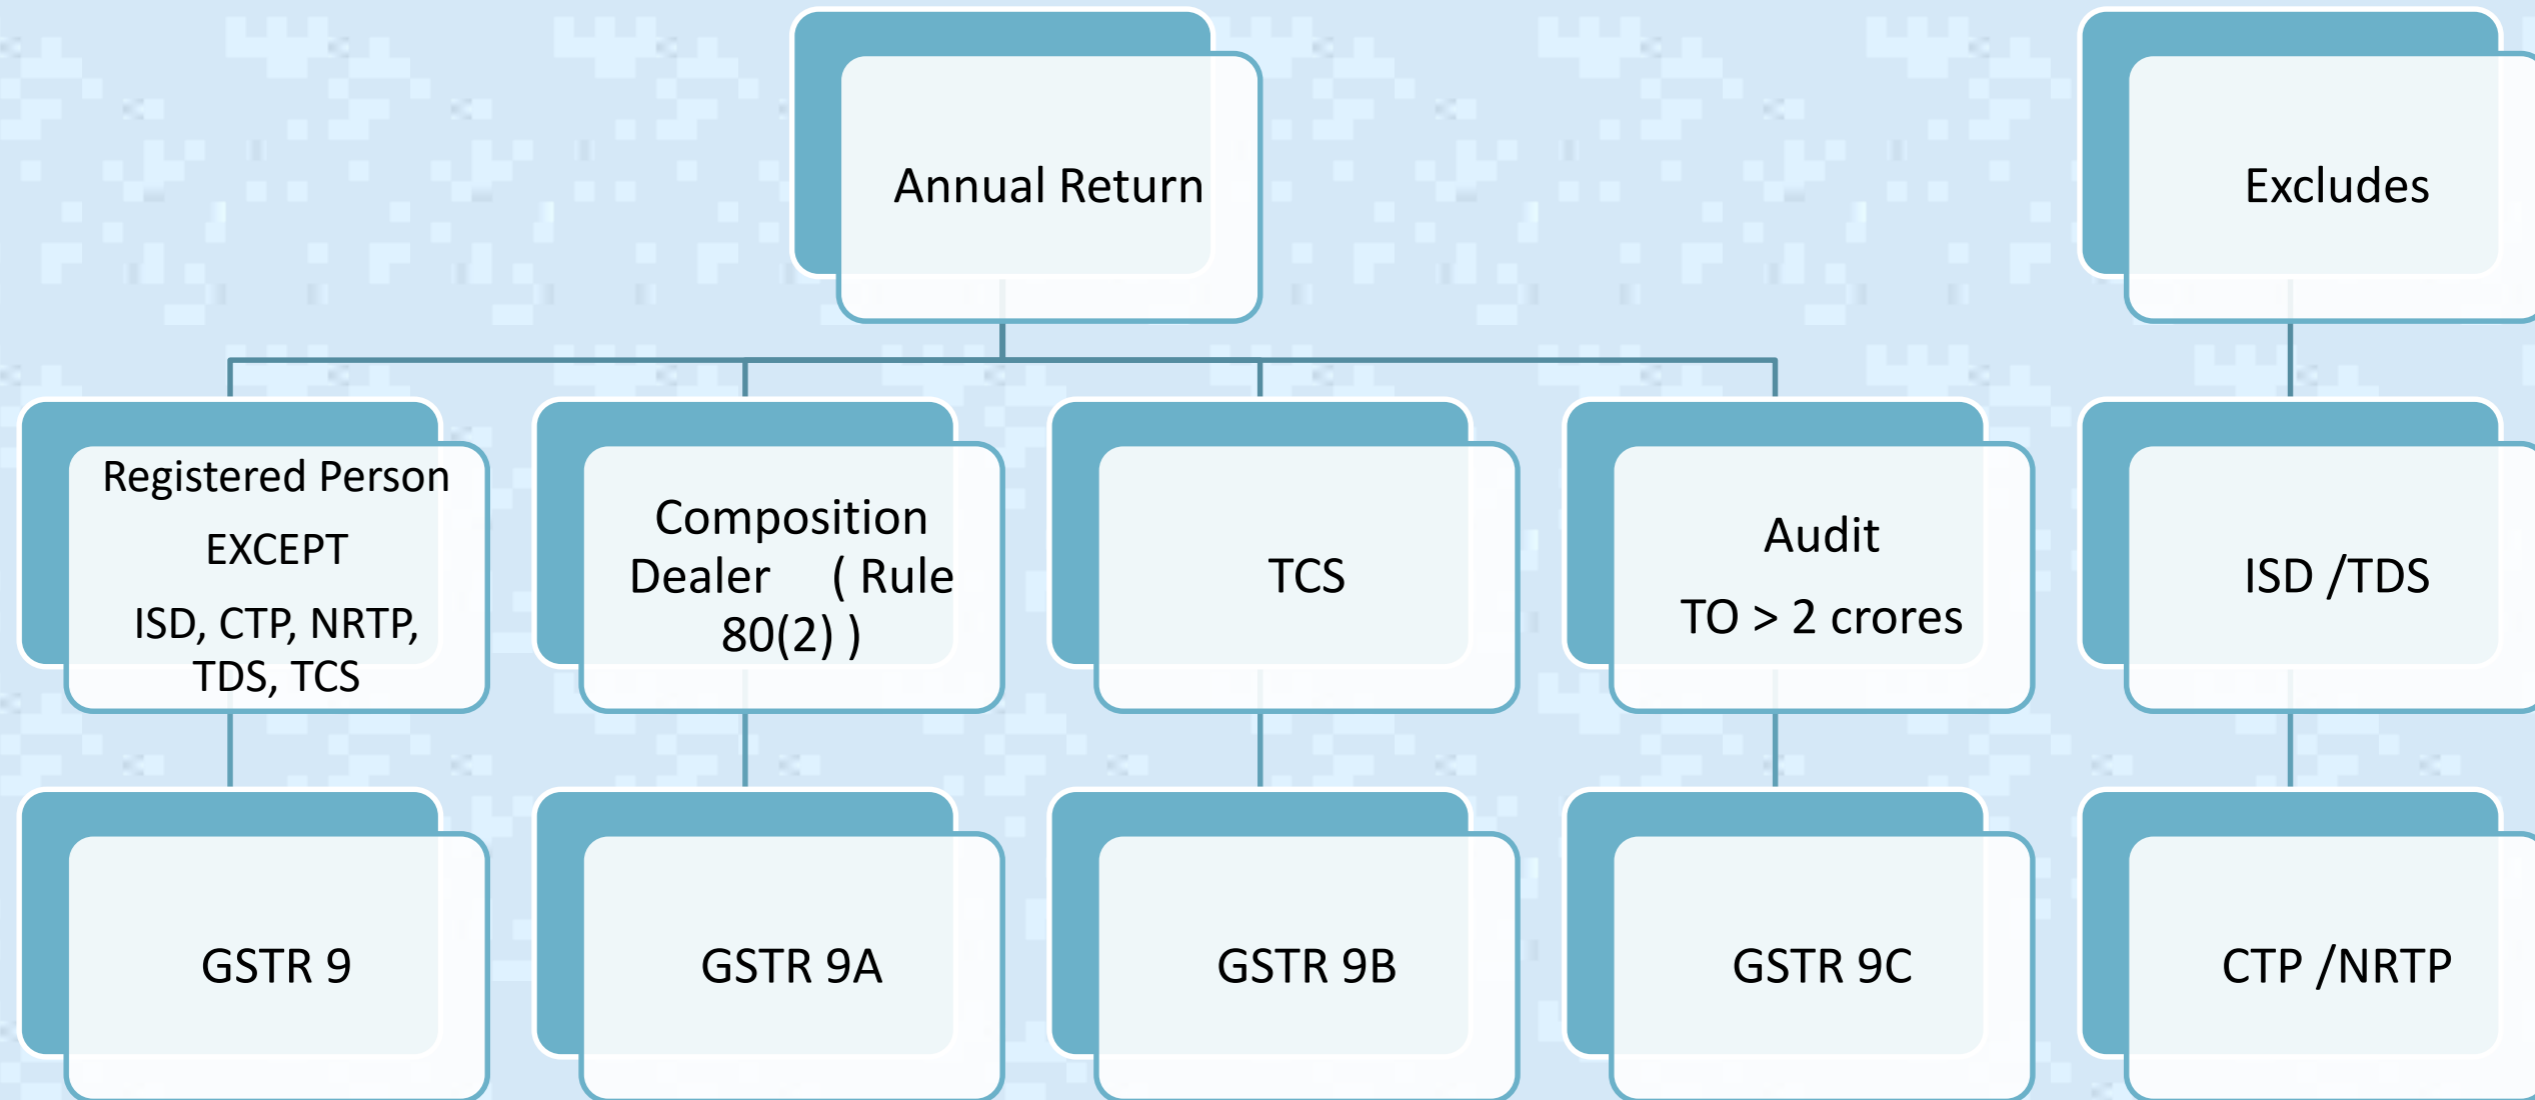 Annual Return
Excludes
Registered Person
EXCEPT
ISD, CTP, NRTP,
TDS, TCS
Composition
Dealer ( Rule
80(2) )
TCS
Audit
TO > 2 crores
ISD /TDS
GSTR 9
GSTR 9A
GSTR 9B
GSTR 9C
CTP /NRTP